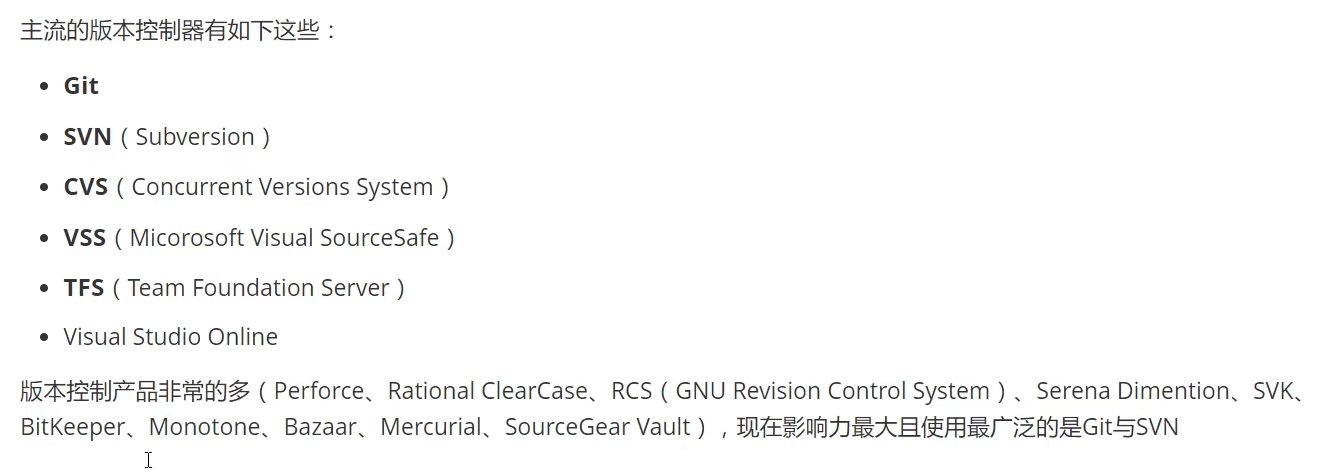 主流的版本控制器有如下这些：
• Git
• SVN（Subversion）
• CVS（Concurrent Versions System）
• VSS（Micorosoft Visual SourceSafe）
• TFS（Team Foundation Server）
• Visual Studio Online
版本控制产品非常的多（Perforce、Rational ClearCase、RCS（GNU Revision Control System）、Serena Dimention、SVK、
BitKeeper、Monotone、Bazaar、Mercurial、SourceGear Vault），现在影响力最大且使用最广泛的是Git与SVN